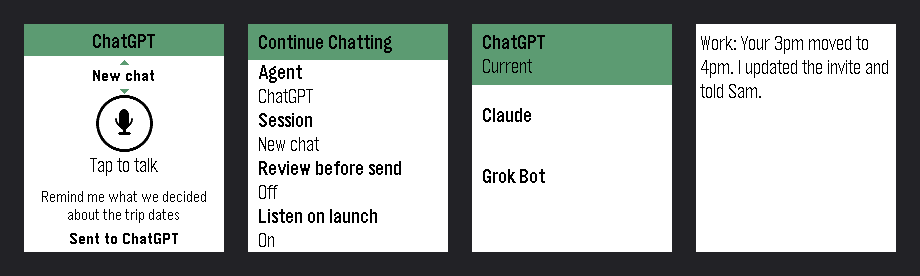 ChatGPT
New chat
Tap to talk
Remind me what we decided
about the trip dates
Sent to ChatGPT
Continue Chatting
Agent
ChatGPT
Session
New chat
Review before send
Off
Listen on launch
On
ChatGPT
Current
Claude
Grok Bot
Work: Your 3pm moved to
4pm. I updated the invite and
told Sam.